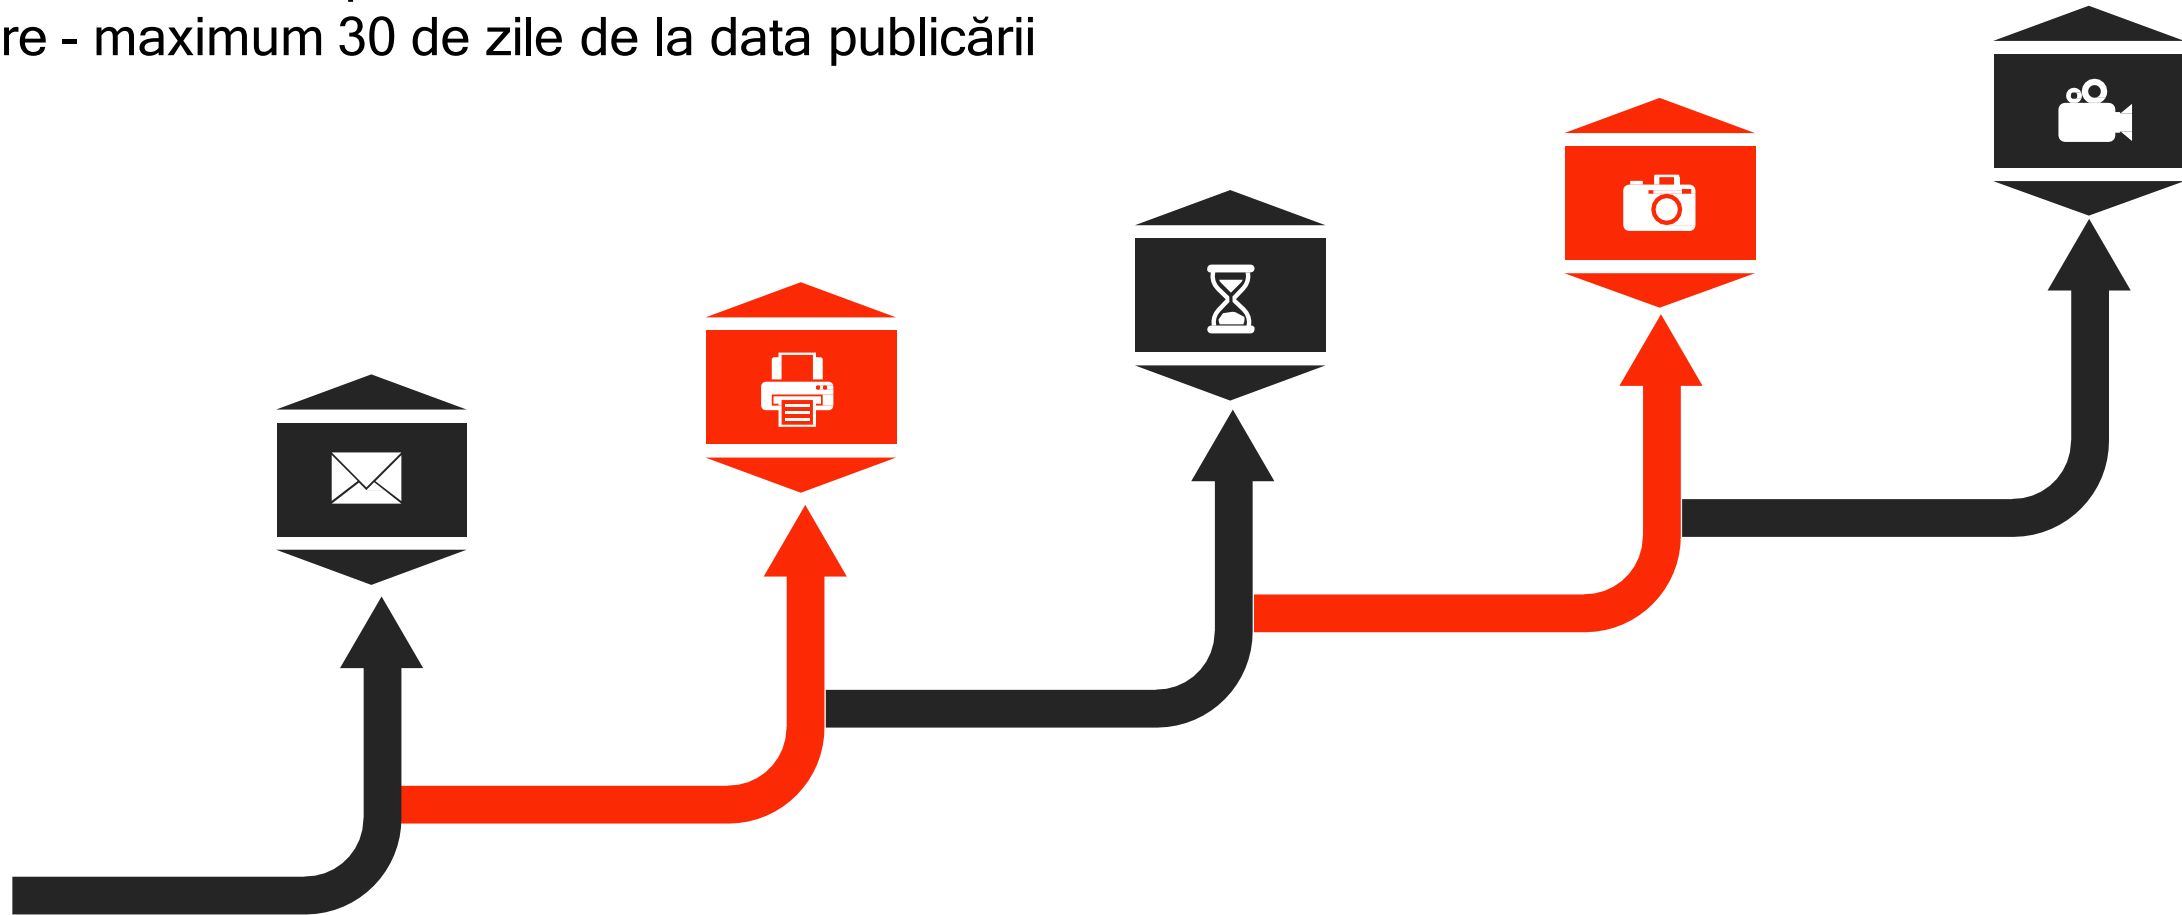 re - maximum 30 de zile de la data publicării